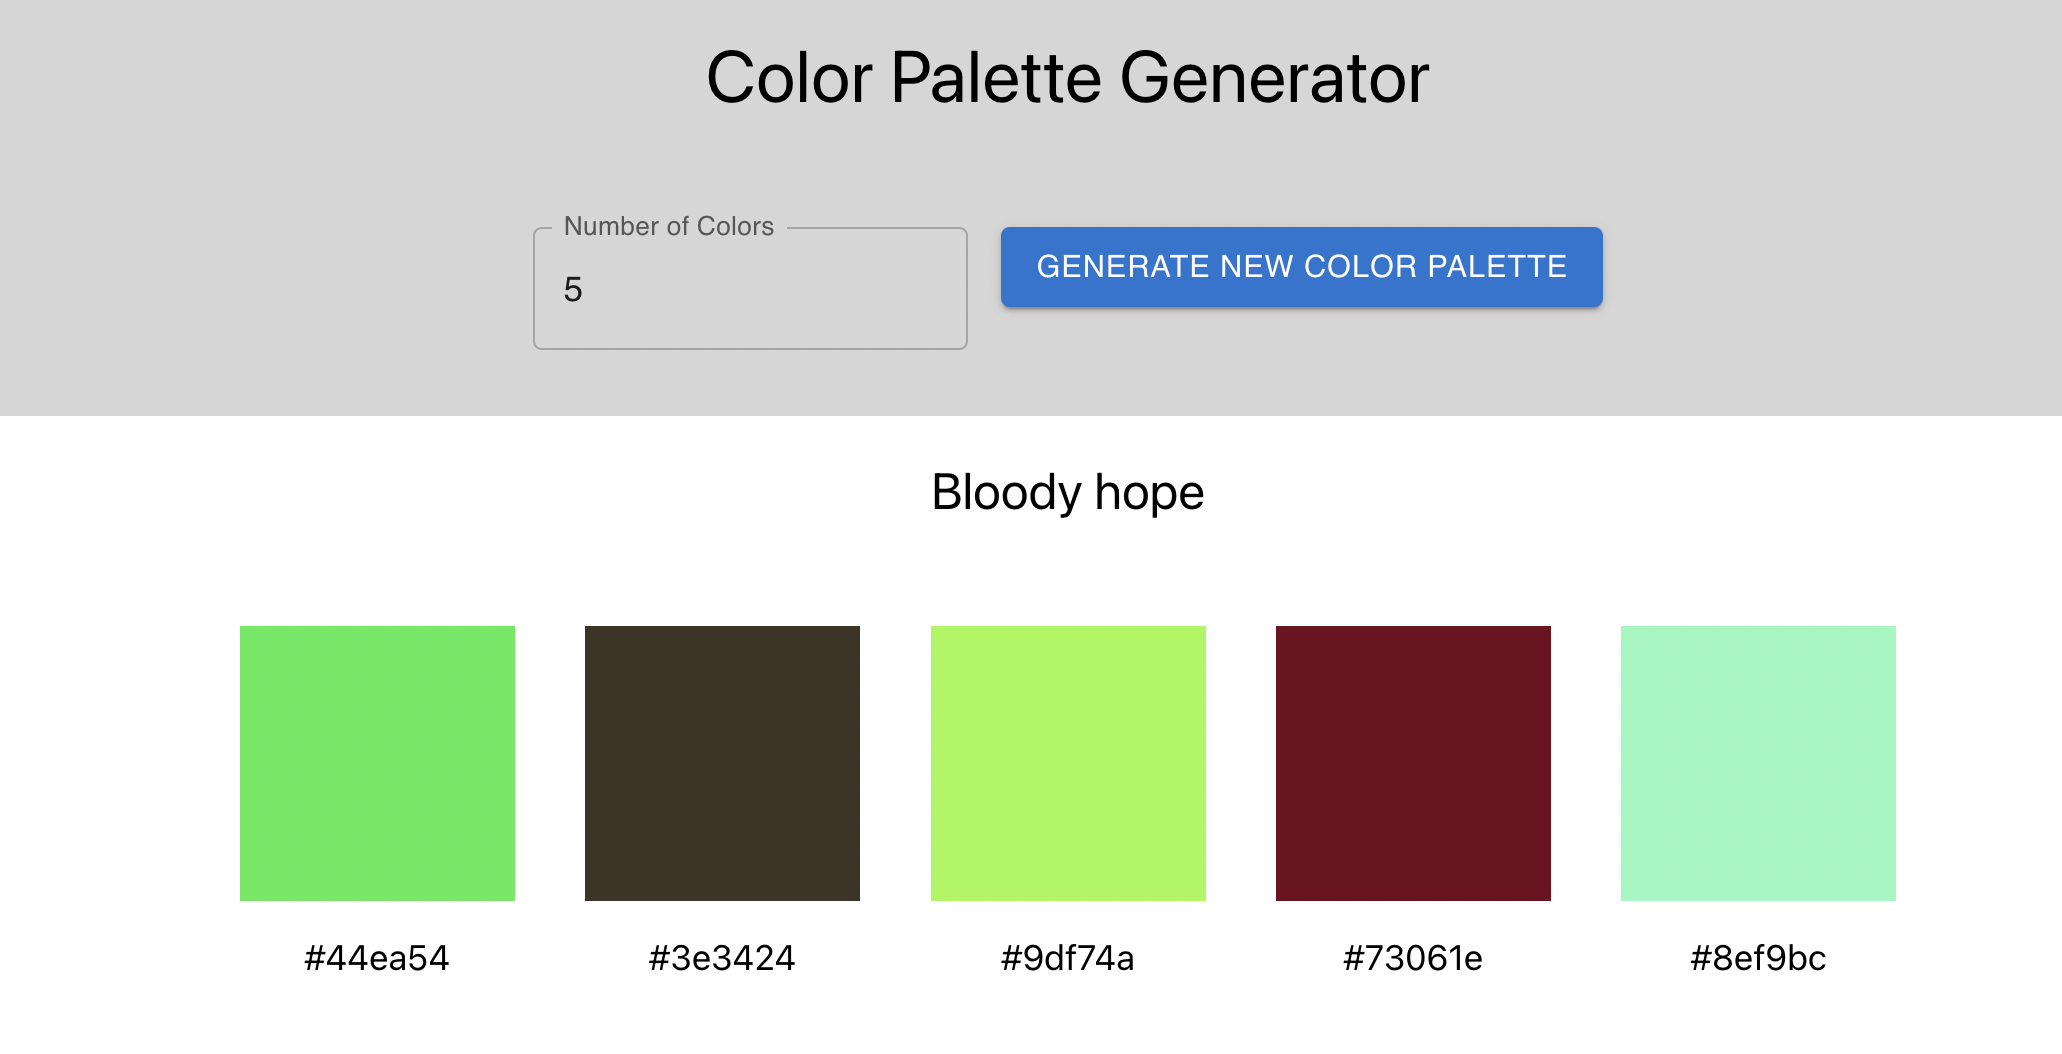 Color Palette Generator
Number of Colors
5
GENERATE NEW COLOR PALETTE
Bloody hope
#44ea54
#3e3424
#9df74a
#73061e
#8ef9bc